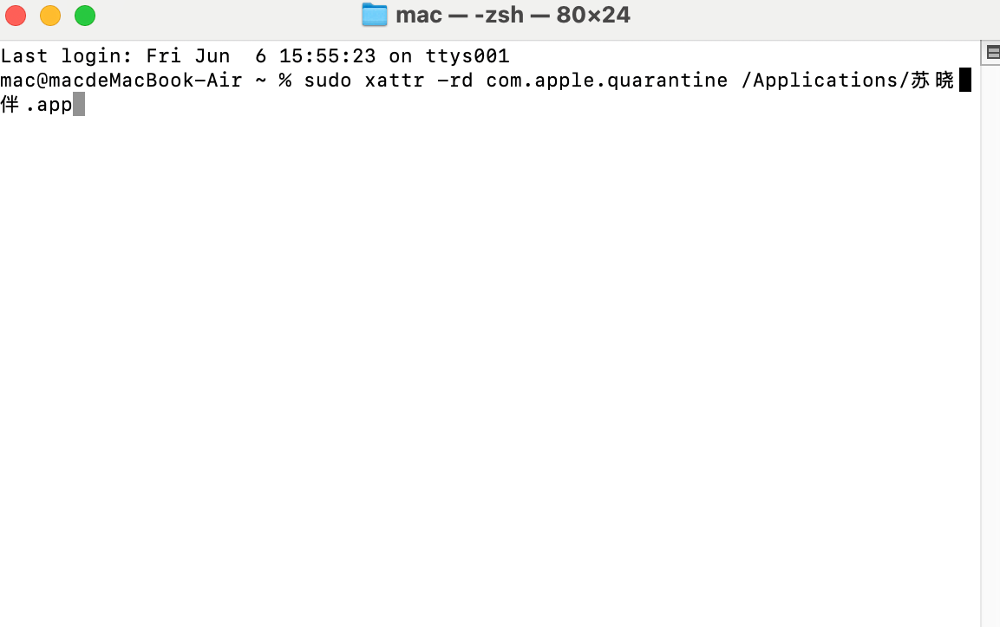 mac — -zsh — 80×24
Last login: Fri Jun  6 15:55:23 on ttys001
mac@macdeMacBook-Air ~ % sudo xattr -rd com.apple.quarantine /Applications/苏晓
伴.app